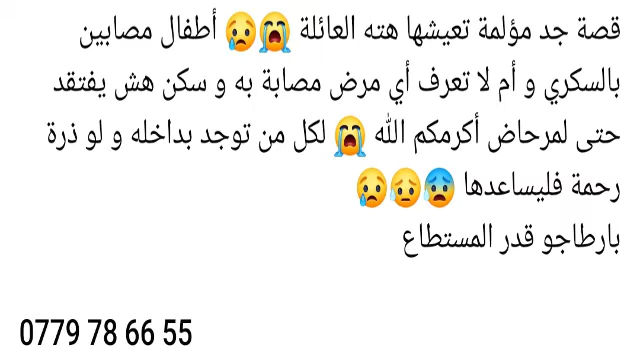 قصة جد مؤلمة تعيشها هته العائلة 😭😢 أطفال مصابين
بالسكري و أم لا تعرف أي مرض مصابة به و سكن هش يفتقد
حتى لمرحاض أكرمكم الله 😭 لكل من توجد بداخله و لو ذرة
رحمة فليساعدها 😰😥😢
بارطاجو قدر المستطاع
0779 78 66 55